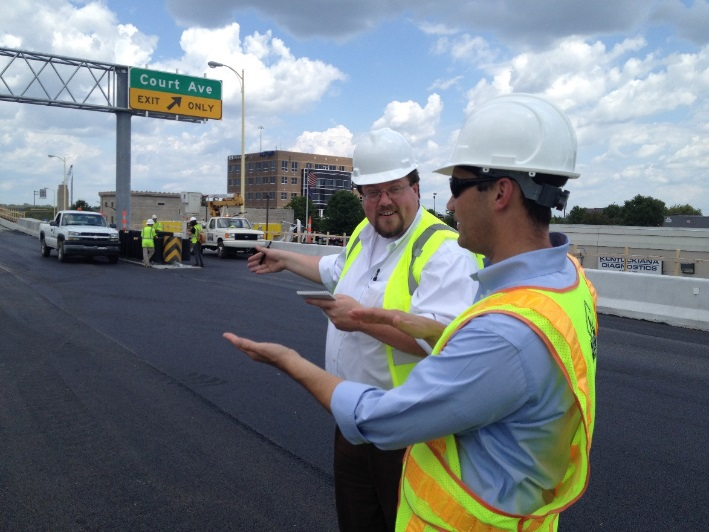 Court Ave
EXIT ONLY
KENTUCKIANA
DIAGNOSTICS